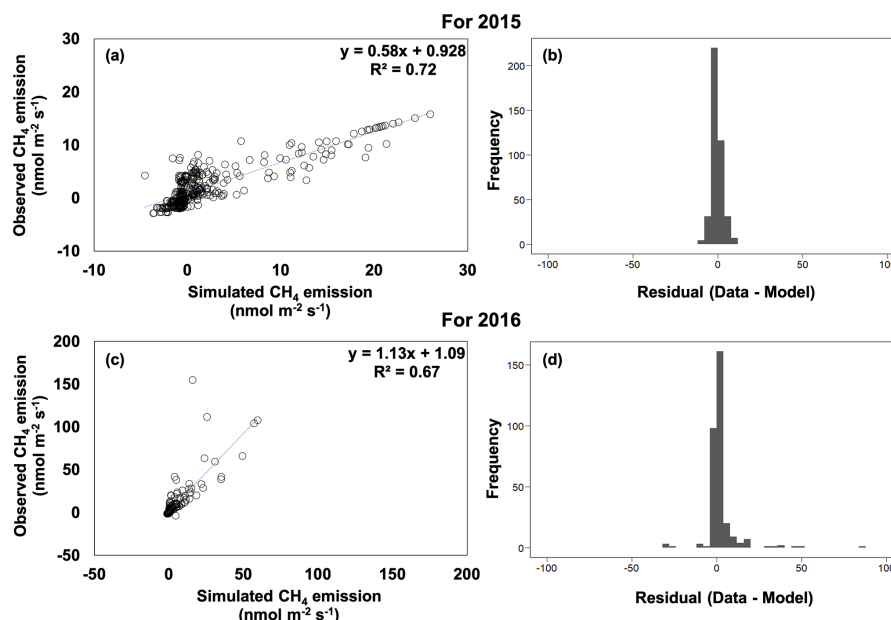 For 2015
(a)
y = 0.58x + 0.928
R² = 0.72
30
20
10
0
-10
-10
0
10
20
30
Observed CH₄ emission
(nmol m⁻² s⁻¹)
Simulated CH₄ emission
(nmol m⁻² s⁻¹)
(b)
200
150
100
50
0
-100
-50
0
50
100
Frequency
Residual (Data - Model)
For 2016
(c)
y = 1.13x + 1.09
R² = 0.67
200
150
100
50
0
-50
-50
0
50
100
150
200
Observed CH₄ emission
(nmol m⁻² s⁻¹)
Simulated CH₄ emission
(nmol m⁻² s⁻¹)
(d)
150
100
50
0
-100
-50
0
50
100
Frequency
Residual (Data - Model)